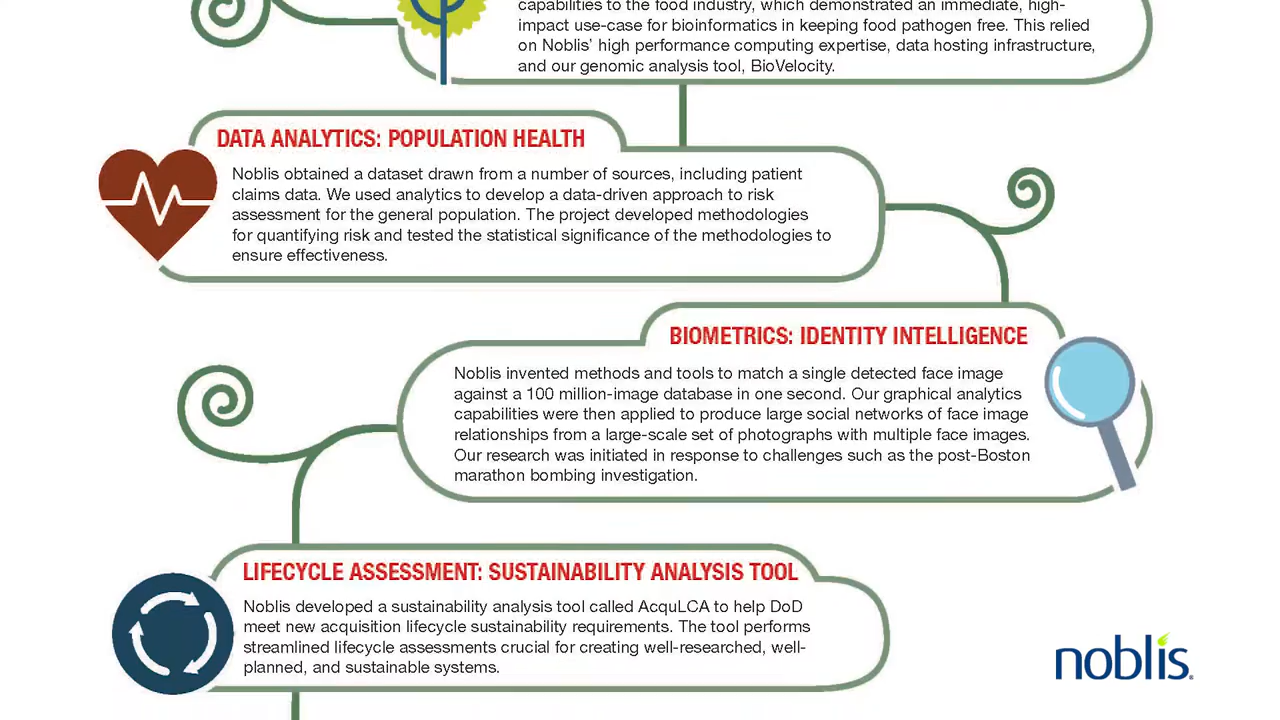 capabilities to the food industry, which demonstrated an immediate, high-
impact use-case for bioinformatics in keeping food pathogen free. This relied
on Noblis’ high performance computing expertise, data hosting infrastructure,
and our genomic analysis tool, BioVelocity.
DATA ANALYTICS: POPULATION HEALTH
Noblis obtained a dataset drawn from a number of sources, including patient
claims data. We used analytics to develop a data-driven approach to risk
assessment for the general population. The project developed methodologies
for quantifying risk and tested the statistical significance of the methodologies to
ensure effectiveness.
BIOMETRICS: IDENTITY INTELLIGENCE
Noblis invented methods and tools to match a single detected face image
against a 100 million-image database in one second. Our graphical analytics
capabilities were then applied to produce large social networks of face image
relationships from a large-scale set of photographs with multiple face images.
Our research was initiated in response to challenges such as the post-Boston
marathon bombing investigation.
LIFECYCLE ASSESSMENT: SUSTAINABILITY ANALYSIS TOOL
Noblis developed a sustainability analysis tool called AcquLCA to help DoD
meet new acquisition lifecycle sustainability requirements. The tool performs
streamlined lifecycle assessments crucial for creating well-researched, well-
planned, and sustainable systems.
noblis®